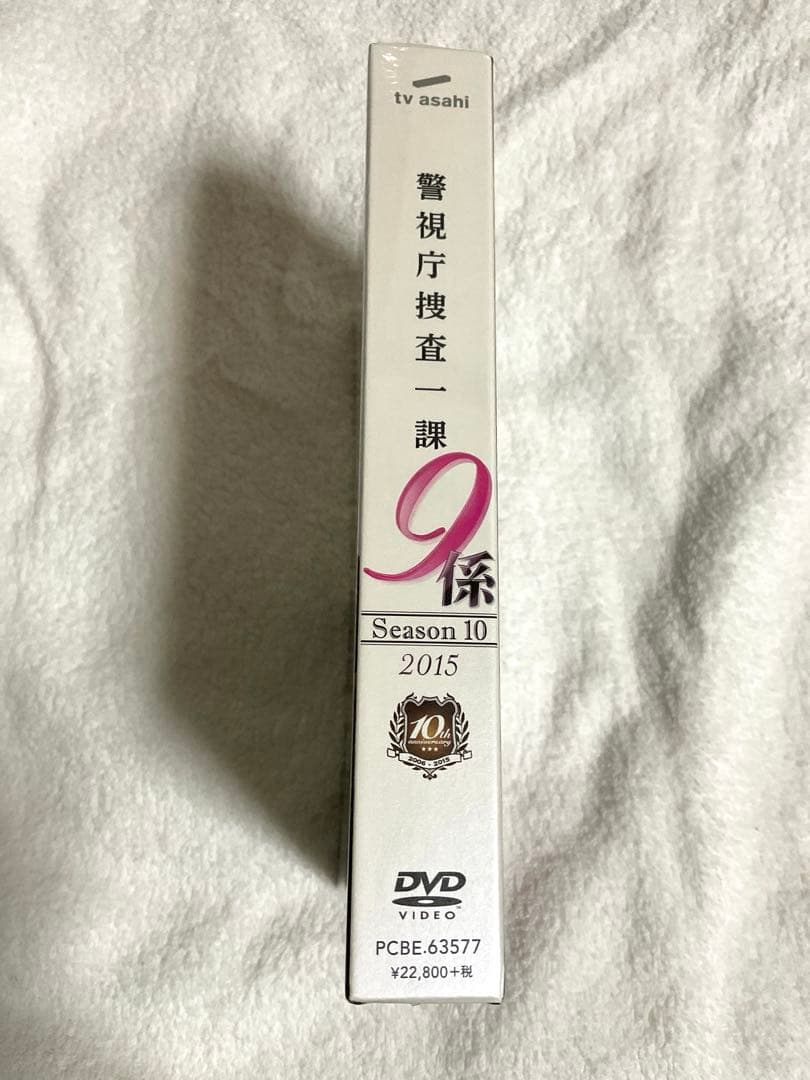 tv asahi
警視庁捜査一課
9係
Season 10
2015
10th
anniversary
2006 - 2015
DVD
VIDEO
PCBE.63577
¥22,800+税